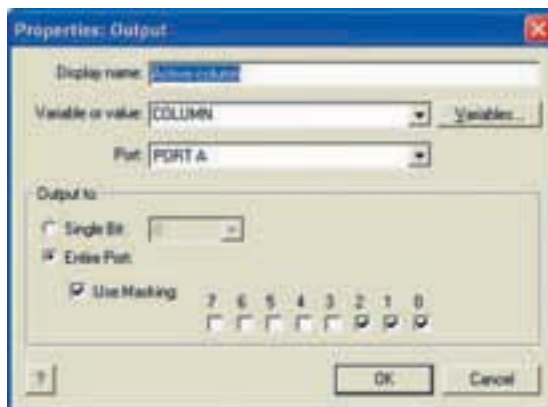 Properties: Output
Display name: Active column
Variable or value: COLUMN Variables...
Port: PORT A
Output to:
Single Bit: 0
Entire Port:
Use Masking: 7 6 5 4 3 2 1 0
? OK Cancel